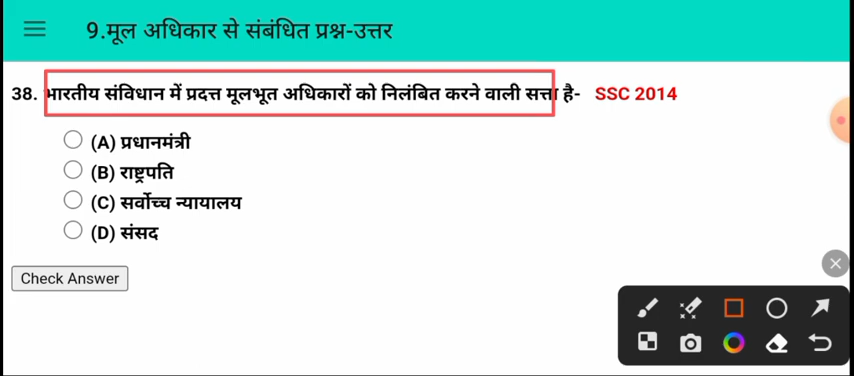 9.मूल अधिकार से संबंधित प्रश्न-उत्तर
38. भारतीय संविधान में प्रदत्त मूलभूत अधिकारों को निलंबित करने वाली सत्ता है- SSC 2014
(A) प्रधानमंत्री
(B) राष्ट्रपति
(C) सर्वोच्च न्यायालय
(D) संसद
Check Answer